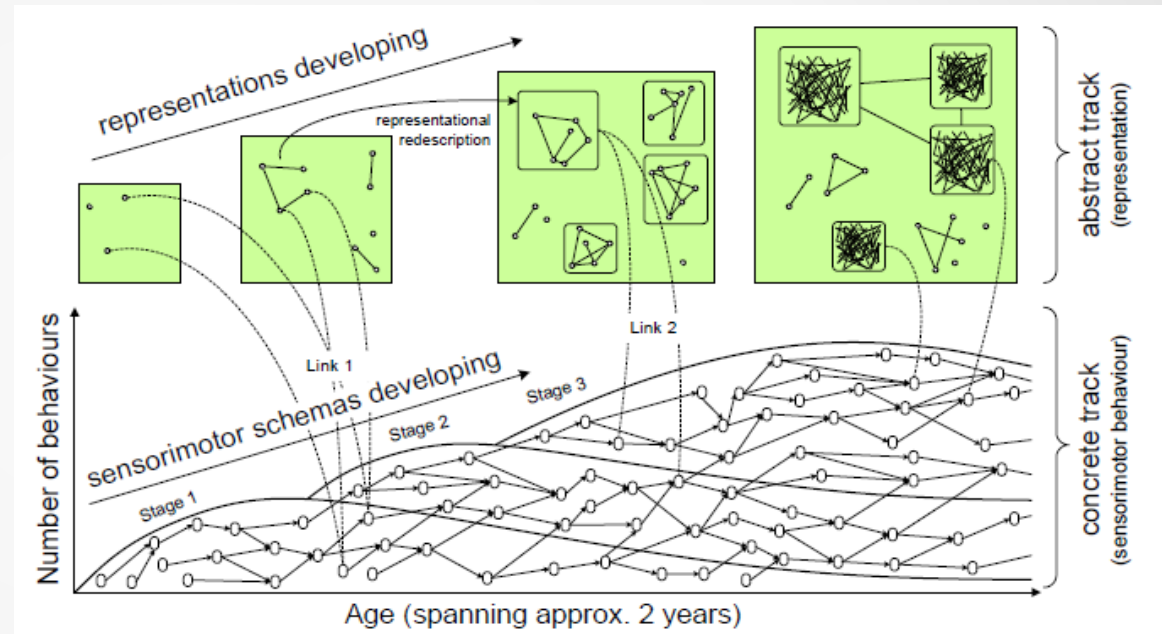 representations developing
representational
redescription
abstract track
(representation)
Link 1
Link 2
sensorimotor schemas developing
Stage 1
Stage 2
Stage 3
concrete track
(sensorimotor behaviour)
Number of behaviours
Age (spanning approx. 2 years)